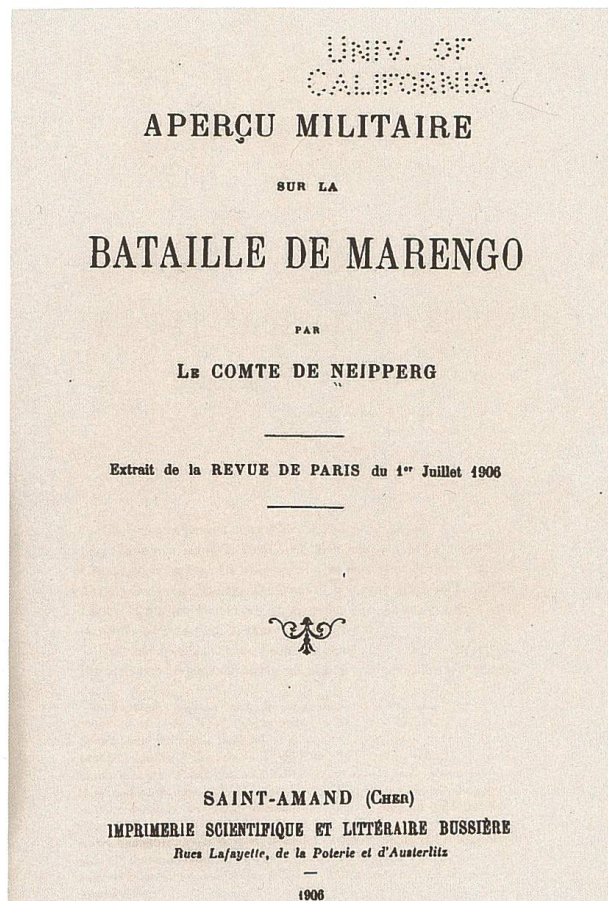 UNIV. OF
CALIFORNIA
APERÇU MILITAIRE
SUR LA
BATAILLE DE MARENGO
PAR
LE COMTE DE NEIPPERG
Extrait de la REVUE DE PARIS du 1er Juillet 1906
SAINT-AMAND (CHER)
IMPRIMERIE SCIENTIFIQUE ET LITTÉRAIRE BUSSIÈRE
Rues Lafayette, de la Poterie et d'Austerlitz
1906